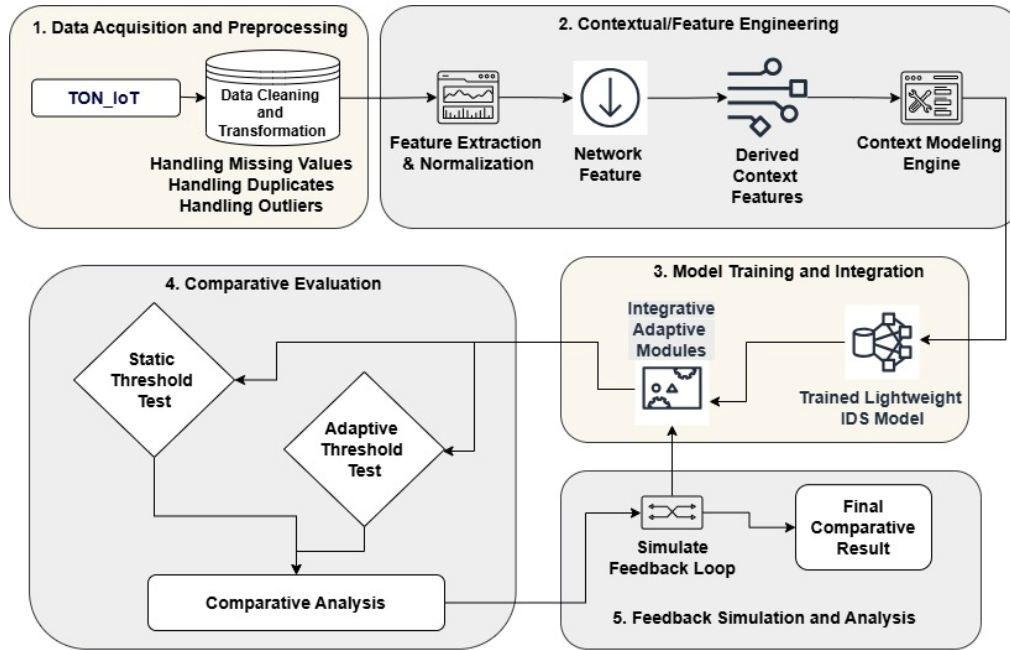 1. Data Acquisition and Preprocessing
TON_IoT
Data Cleaning
and
Transformation
Handling Missing Values
Handling Duplicates
Handling Outliers
2. Contextual/Feature Engineering
Feature Extraction
& Normalization
Network
Feature
Derived
Context
Features
Context Modeling
Engine
3. Model Training and Integration
Integrative
Adaptive
Modules
Trained Lightweight
IDS Model
4. Comparative Evaluation
Static
Threshold
Test
Adaptive
Threshold
Test
Comparative Analysis
Simulate
Feedback Loop
Final
Comparative
Result
5. Feedback Simulation and Analysis